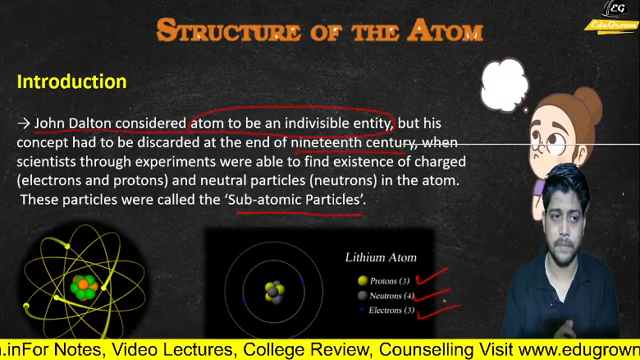 EG
EduGrown
STRUCTURE OF THE ATOM
Introduction
→ John Dalton considered atom to be an indivisible entity, but his
concept had to be discarded at the end of nineteenth century, when
scientists through experiments were able to find existence of charged
(electrons and protons) and neutral particles (neutrons) in the atom.
These particles were called the ‘Sub-atomic Particles’.
Lithium Atom
Protons (3)
Neutrons (4)
Electrons (3)
.inFor Notes, Video Lectures, College Review, Counselling Visit www.edugrow